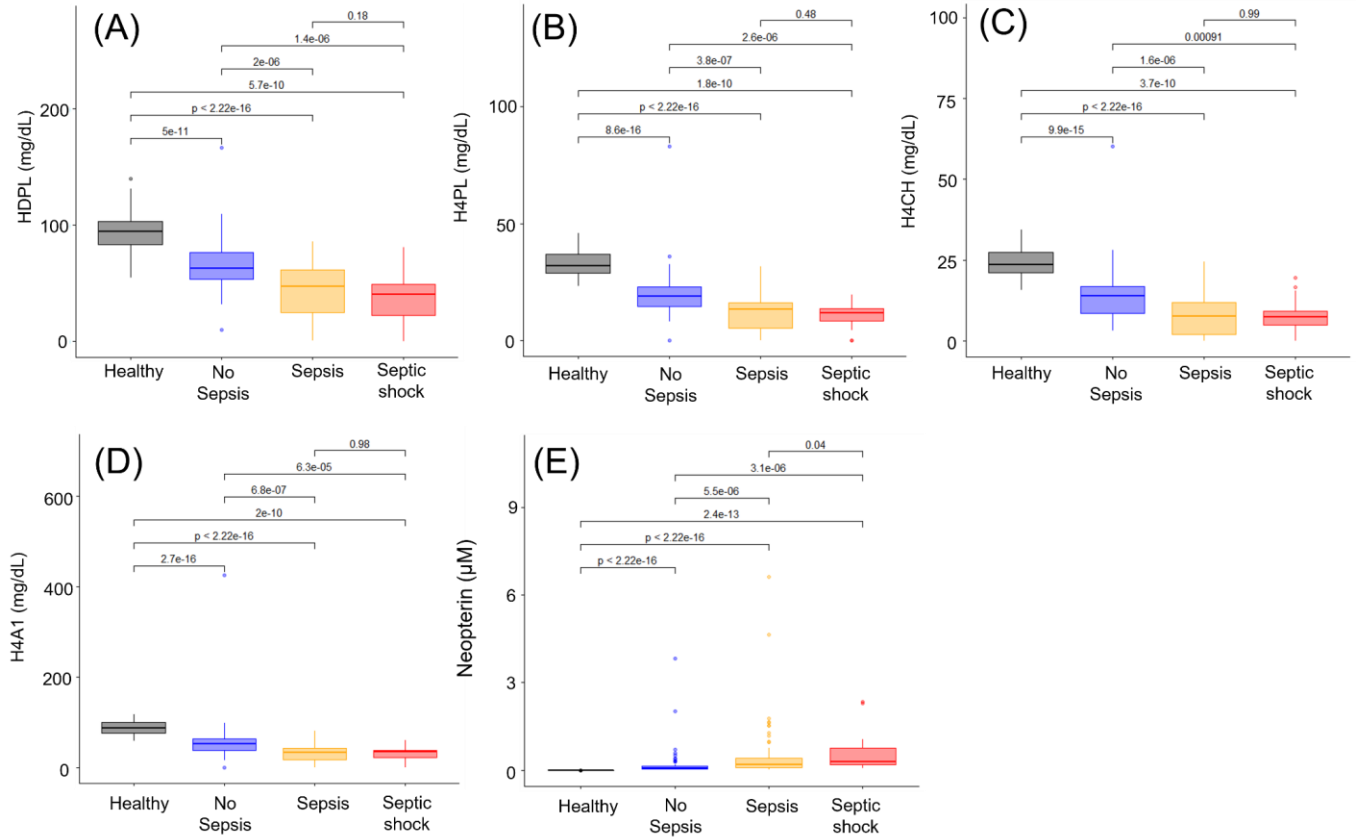 (A)
0.18
1.4e-06
2e-06
5.7e-10
p < 2.22e-16
5e-11
HDPL (mg/dL)
200
100
0
Healthy
No
Sepsis
Sepsis
Septic
shock
(B)
0.48
2.6e-06
3.8e-07
1.8e-10
p < 2.22e-16
8.6e-16
H4PL (mg/dL)
100
50
0
Healthy
No
Sepsis
Sepsis
Septic
shock
(C)
0.99
0.00091
1.6e-06
3.7e-10
p < 2.22e-16
9.9e-15
H4CH (mg/dL)
100
75
50
25
0
Healthy
No
Sepsis
Sepsis
Septic
shock
(D)
0.98
6.3e-05
6.8e-07
2e-10
p < 2.22e-16
2.7e-16
H4A1 (mg/dL)
600
400
200
0
Healthy
No
Sepsis
Sepsis
Septic
shock
(E)
0.04
3.1e-06
5.5e-06
2.4e-13
p < 2.22e-16
p < 2.22e-16
Neopterin (µM)
9
6
3
0
Healthy
No
Sepsis
Sepsis
Septic
shock